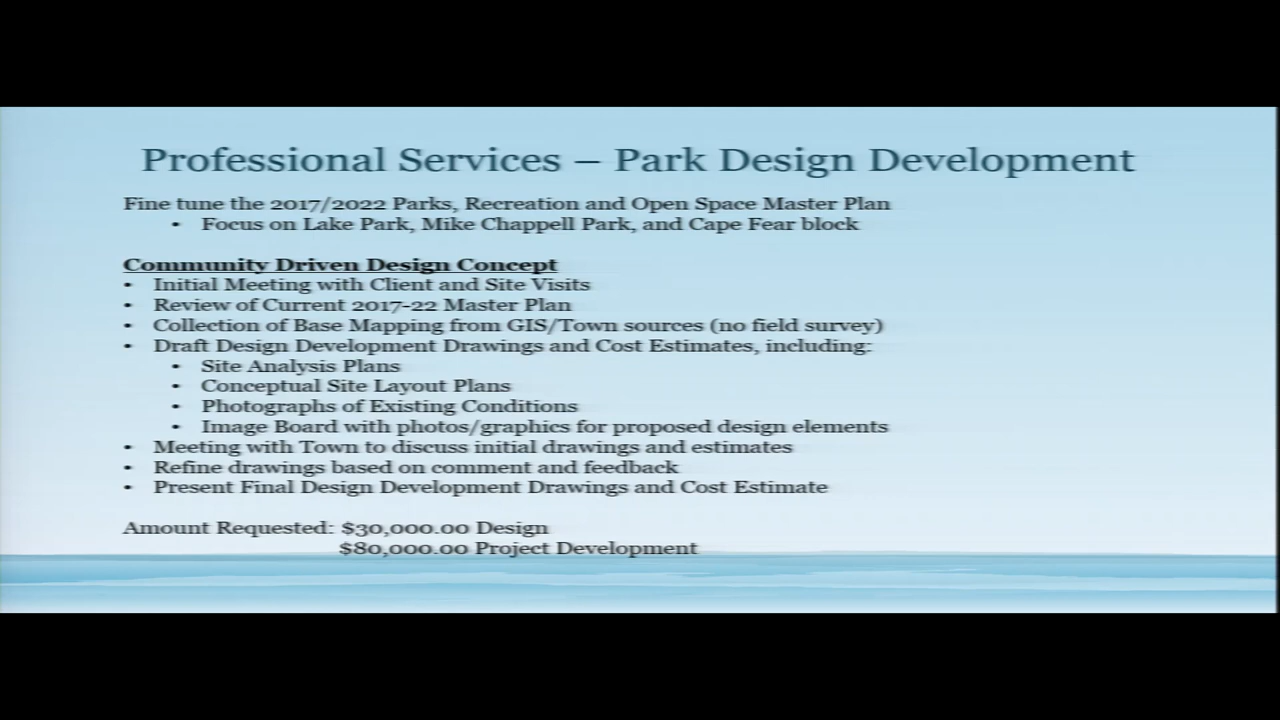 Professional Services – Park Design Development
Fine tune the 2017/2022 Parks, Recreation and Open Space Master Plan
• Focus on Lake Park, Mike Chappell Park, and Cape Fear block
Community Driven Design Concept
• Initial Meeting with Client and Site Visits
• Review of Current 2017-22 Master Plan
• Collection of Base Mapping from GIS/Town sources (no field survey)
• Draft Design Development Drawings and Cost Estimates, including:
• Site Analysis Plans
• Conceptual Site Layout Plans
• Photographs of Existing Conditions
• Image Board with photos/graphics for proposed design elements
• Meeting with Town to discuss initial drawings and estimates
• Refine drawings based on comment and feedback
• Present Final Design Development Drawings and Cost Estimate
Amount Requested: $30,000.00 Design
$80,000.00 Project Development